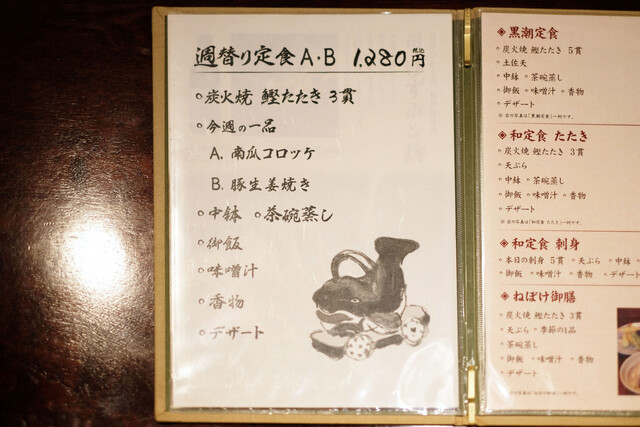 週替り定食A・B 1,280円 税込
○炭火焼 鰹たたき 3貫
○今週の一品
A. 南瓜コロッケ
B. 豚生姜焼き
○中鉢 ○茶碗蒸し
○御飯
○味噌汁
○香物
○デザート
◈黒潮定食
○炭火焼 鰹たたき 5貫
○土佐天
○中鉢 ○茶碗蒸し
○御飯 ○味噌汁 ○香物
○デザート
◈和定食 たたき
○炭火焼 鰹たたき 3貫
○天ぷら
○中鉢 ○茶碗蒸し
○御飯 ○味噌汁 ○香物
○デザート
◈和定食 刺身
○本日の刺身 5貫 ○天ぷら ○中鉢
○御飯 ○味噌汁 ○香物 ○デザート
◈ねぼけ御膳
○炭火焼 鰹たたき 3貫
○天ぷら ○季節の1品
○茶碗蒸し
○御飯 ○味噌汁 ○香物
○デザート